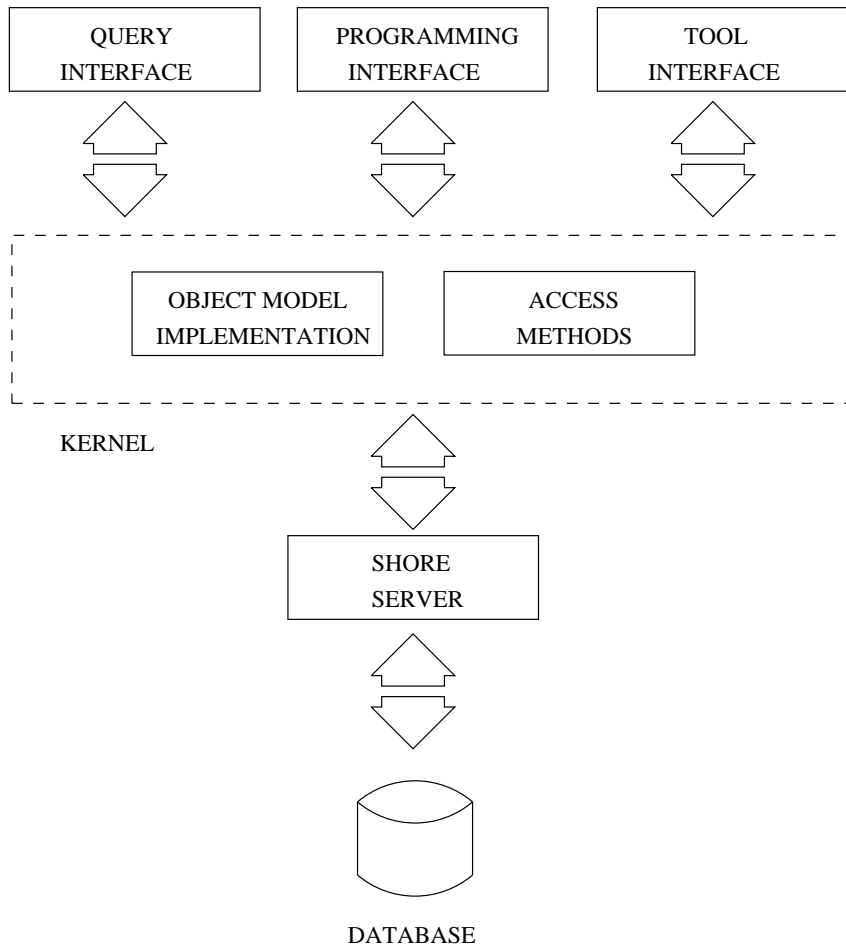 QUERY
INTERFACE
PROGRAMMING
INTERFACE
TOOL
INTERFACE
OBJECT MODEL
IMPLEMENTATION
ACCESS
METHODS
KERNEL
SHORE
SERVER
DATABASE